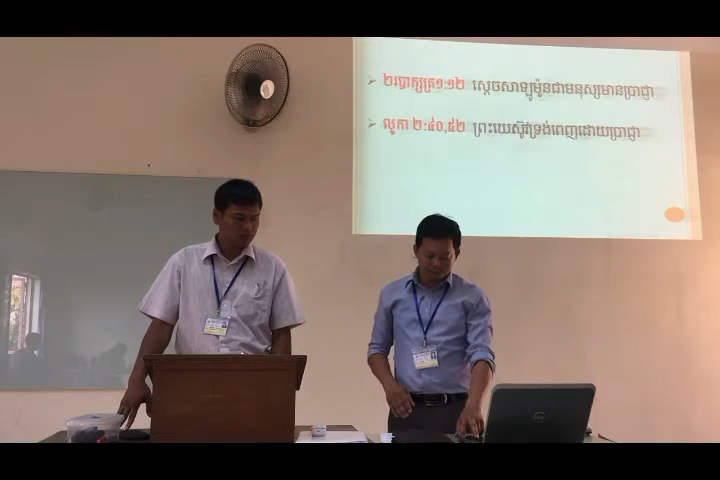 ➢ ២របាក្សត្រ១:១២ ស្តេចសាឡូម៉ូនជាមនុស្សមានប្រាជ្ញា
➢ លូកា ២:៤០,៥២ ព្រះយេស៊ូវទ្រង់ពេញដោយប្រាជ្ញា
DELL